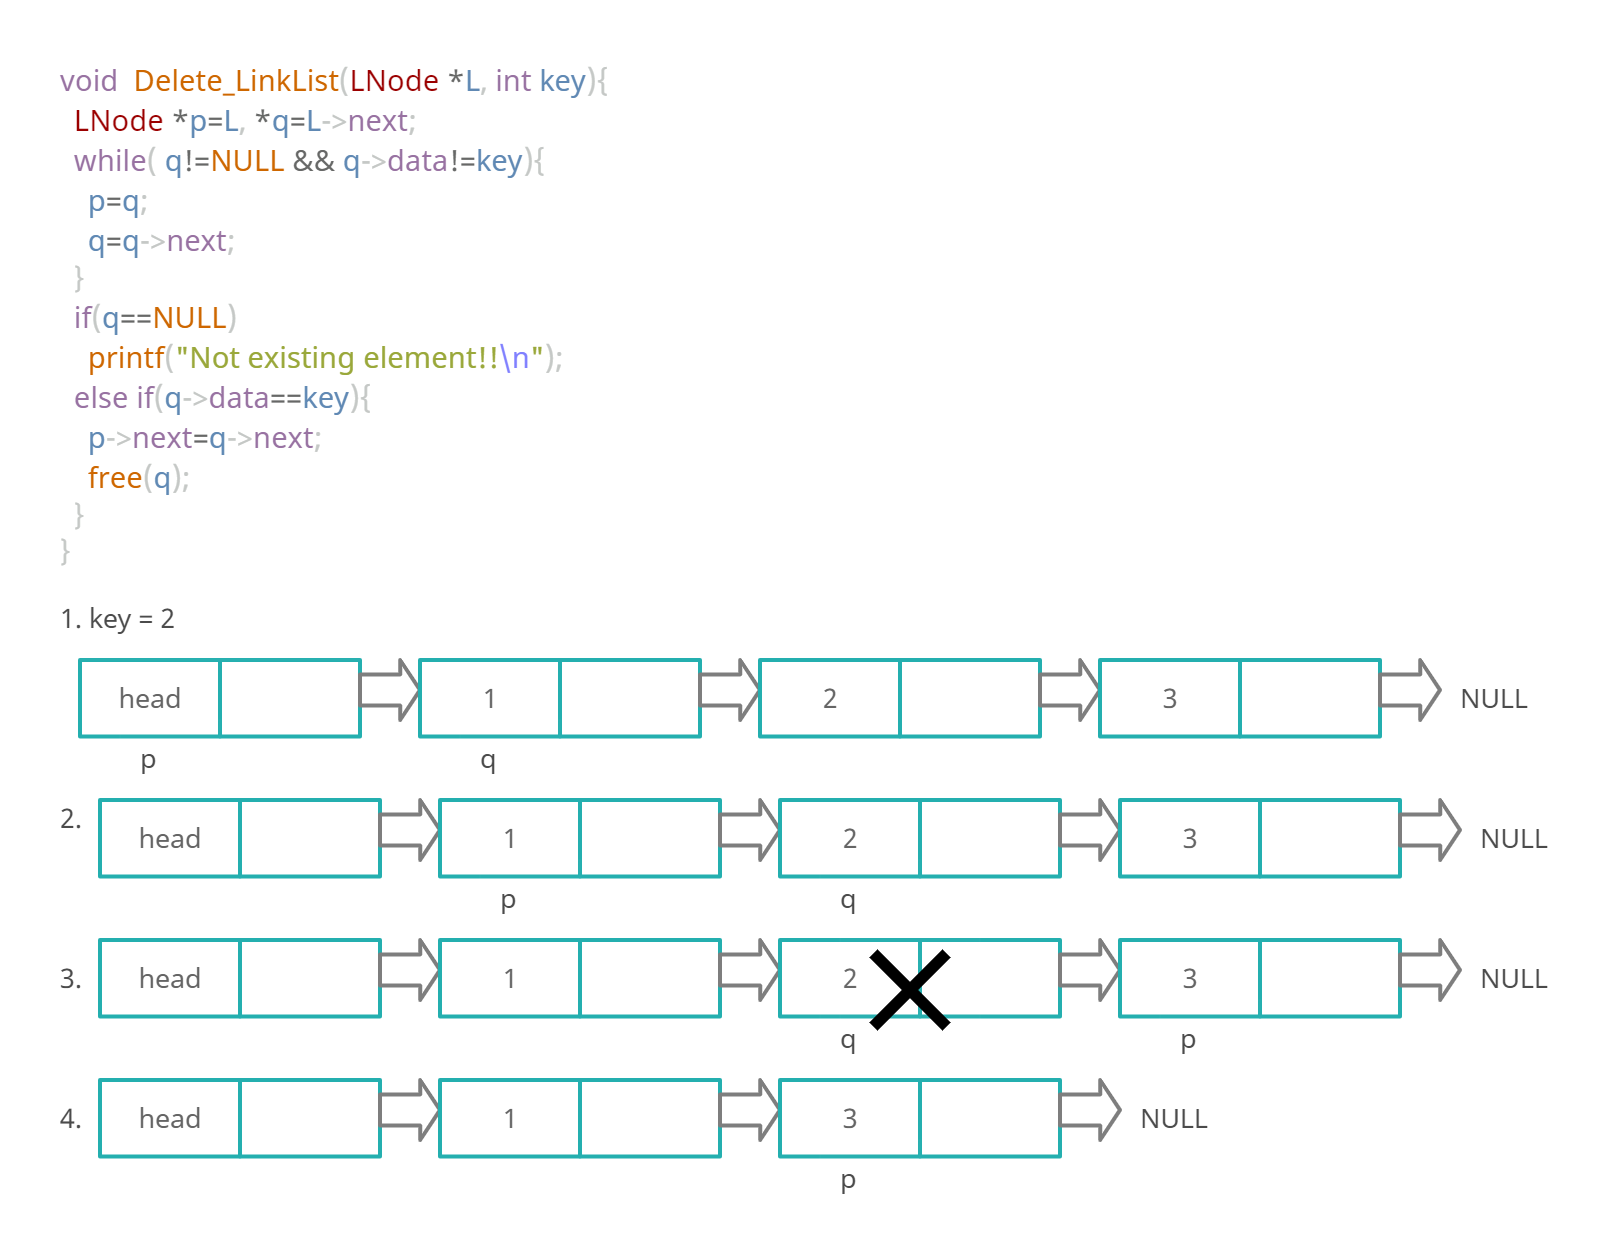 void  Delete_LinkList(LNode *L, int key){
LNode *p=L, *q=L->next;
while( q!=NULL && q->data!=key){
p=q;
q=q->next;
}
if(q==NULL)
printf("Not existing element!!\n");
else if(q->data==key){
p->next=q->next;
free(q);
}
}
1. key = 2
head 1 2 3 NULL
p q
2. head 1 2 3 NULL
p q
3. head 1 2 3 NULL
q p
4. head 1 3 NULL
p